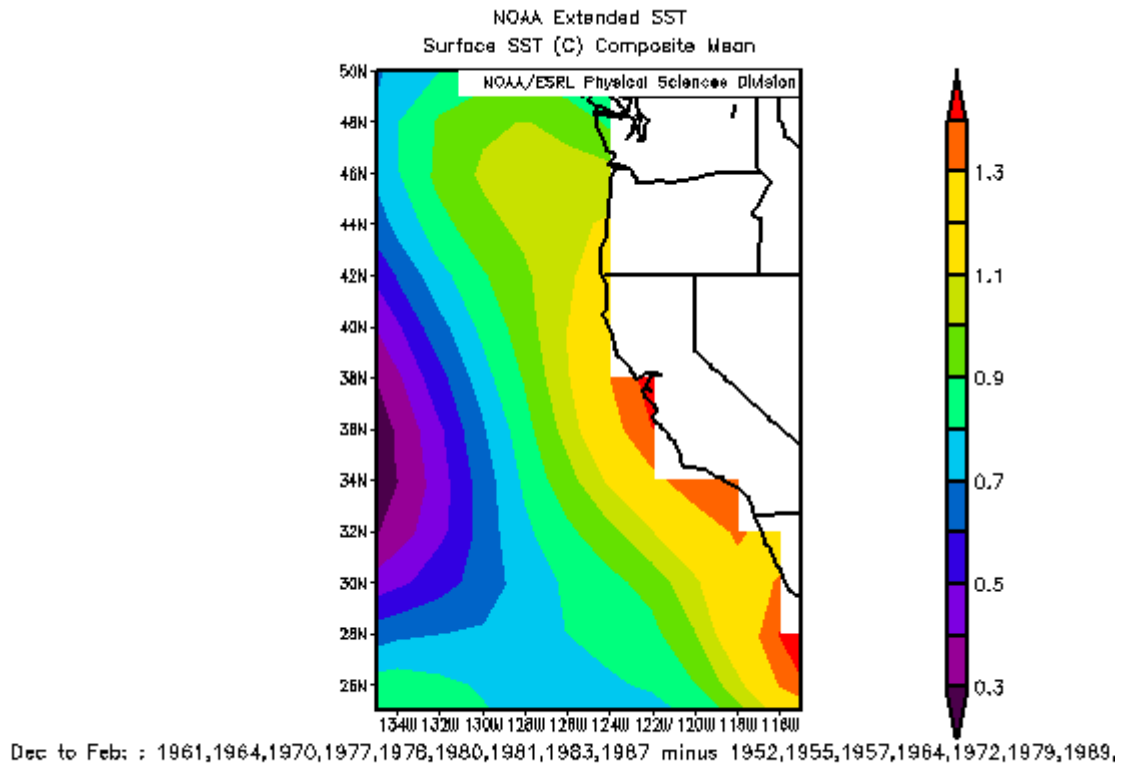 NOAA Extended SST
Surface SST (C) Composite Mean
NOAA/ESRL Physical Sciences Division
50N
48N
46N
44N
42N
40N
38N
36N
34N
32N
30N
28N
26N
134W 132W 130W 128W 126W 124W 122W 120W 118W 116W
1.3
1.1
0.9
0.7
0.5
0.3
Dec to Feb: : 1961,1964,1970,1977,1978,1980,1981,1983,1987 minus 1952,1955,1957,1964,1972,1979,1989,